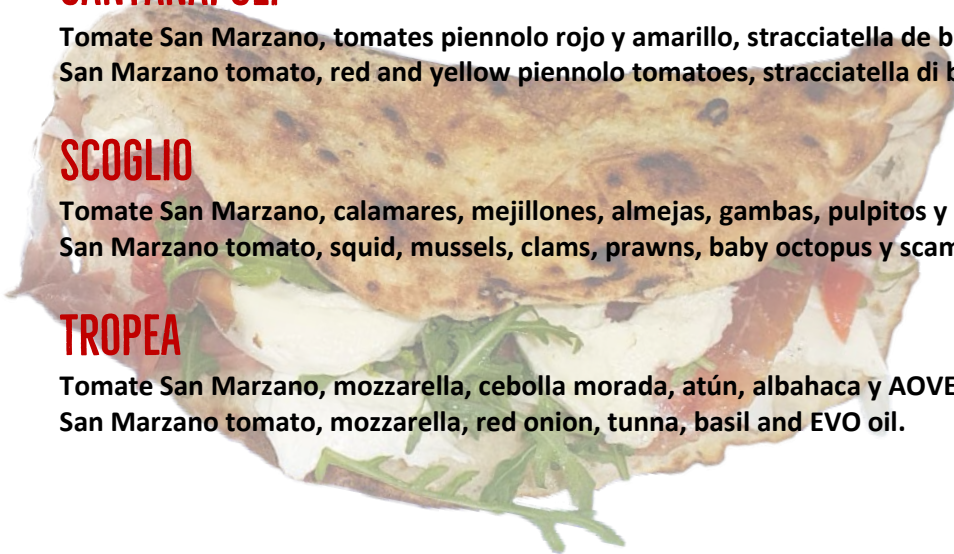 Tomate San Marzano, tomates piennolo rojo y amarillo, stracciatella de b
San Marzano tomato, red and yellow piennolo tomatoes, stracciatella di b
SCOGLIO
Tomate San Marzano, calamares, mejillones, almejas, gambas, pulpitos y
San Marzano tomato, squid, mussels, clams, prawns, baby octopus y scam
TROPEA
Tomate San Marzano, mozzarella, cebolla morada, atún, albahaca y AOVE
San Marzano tomato, mozzarella, red onion, tunna, basil and EVO oil.